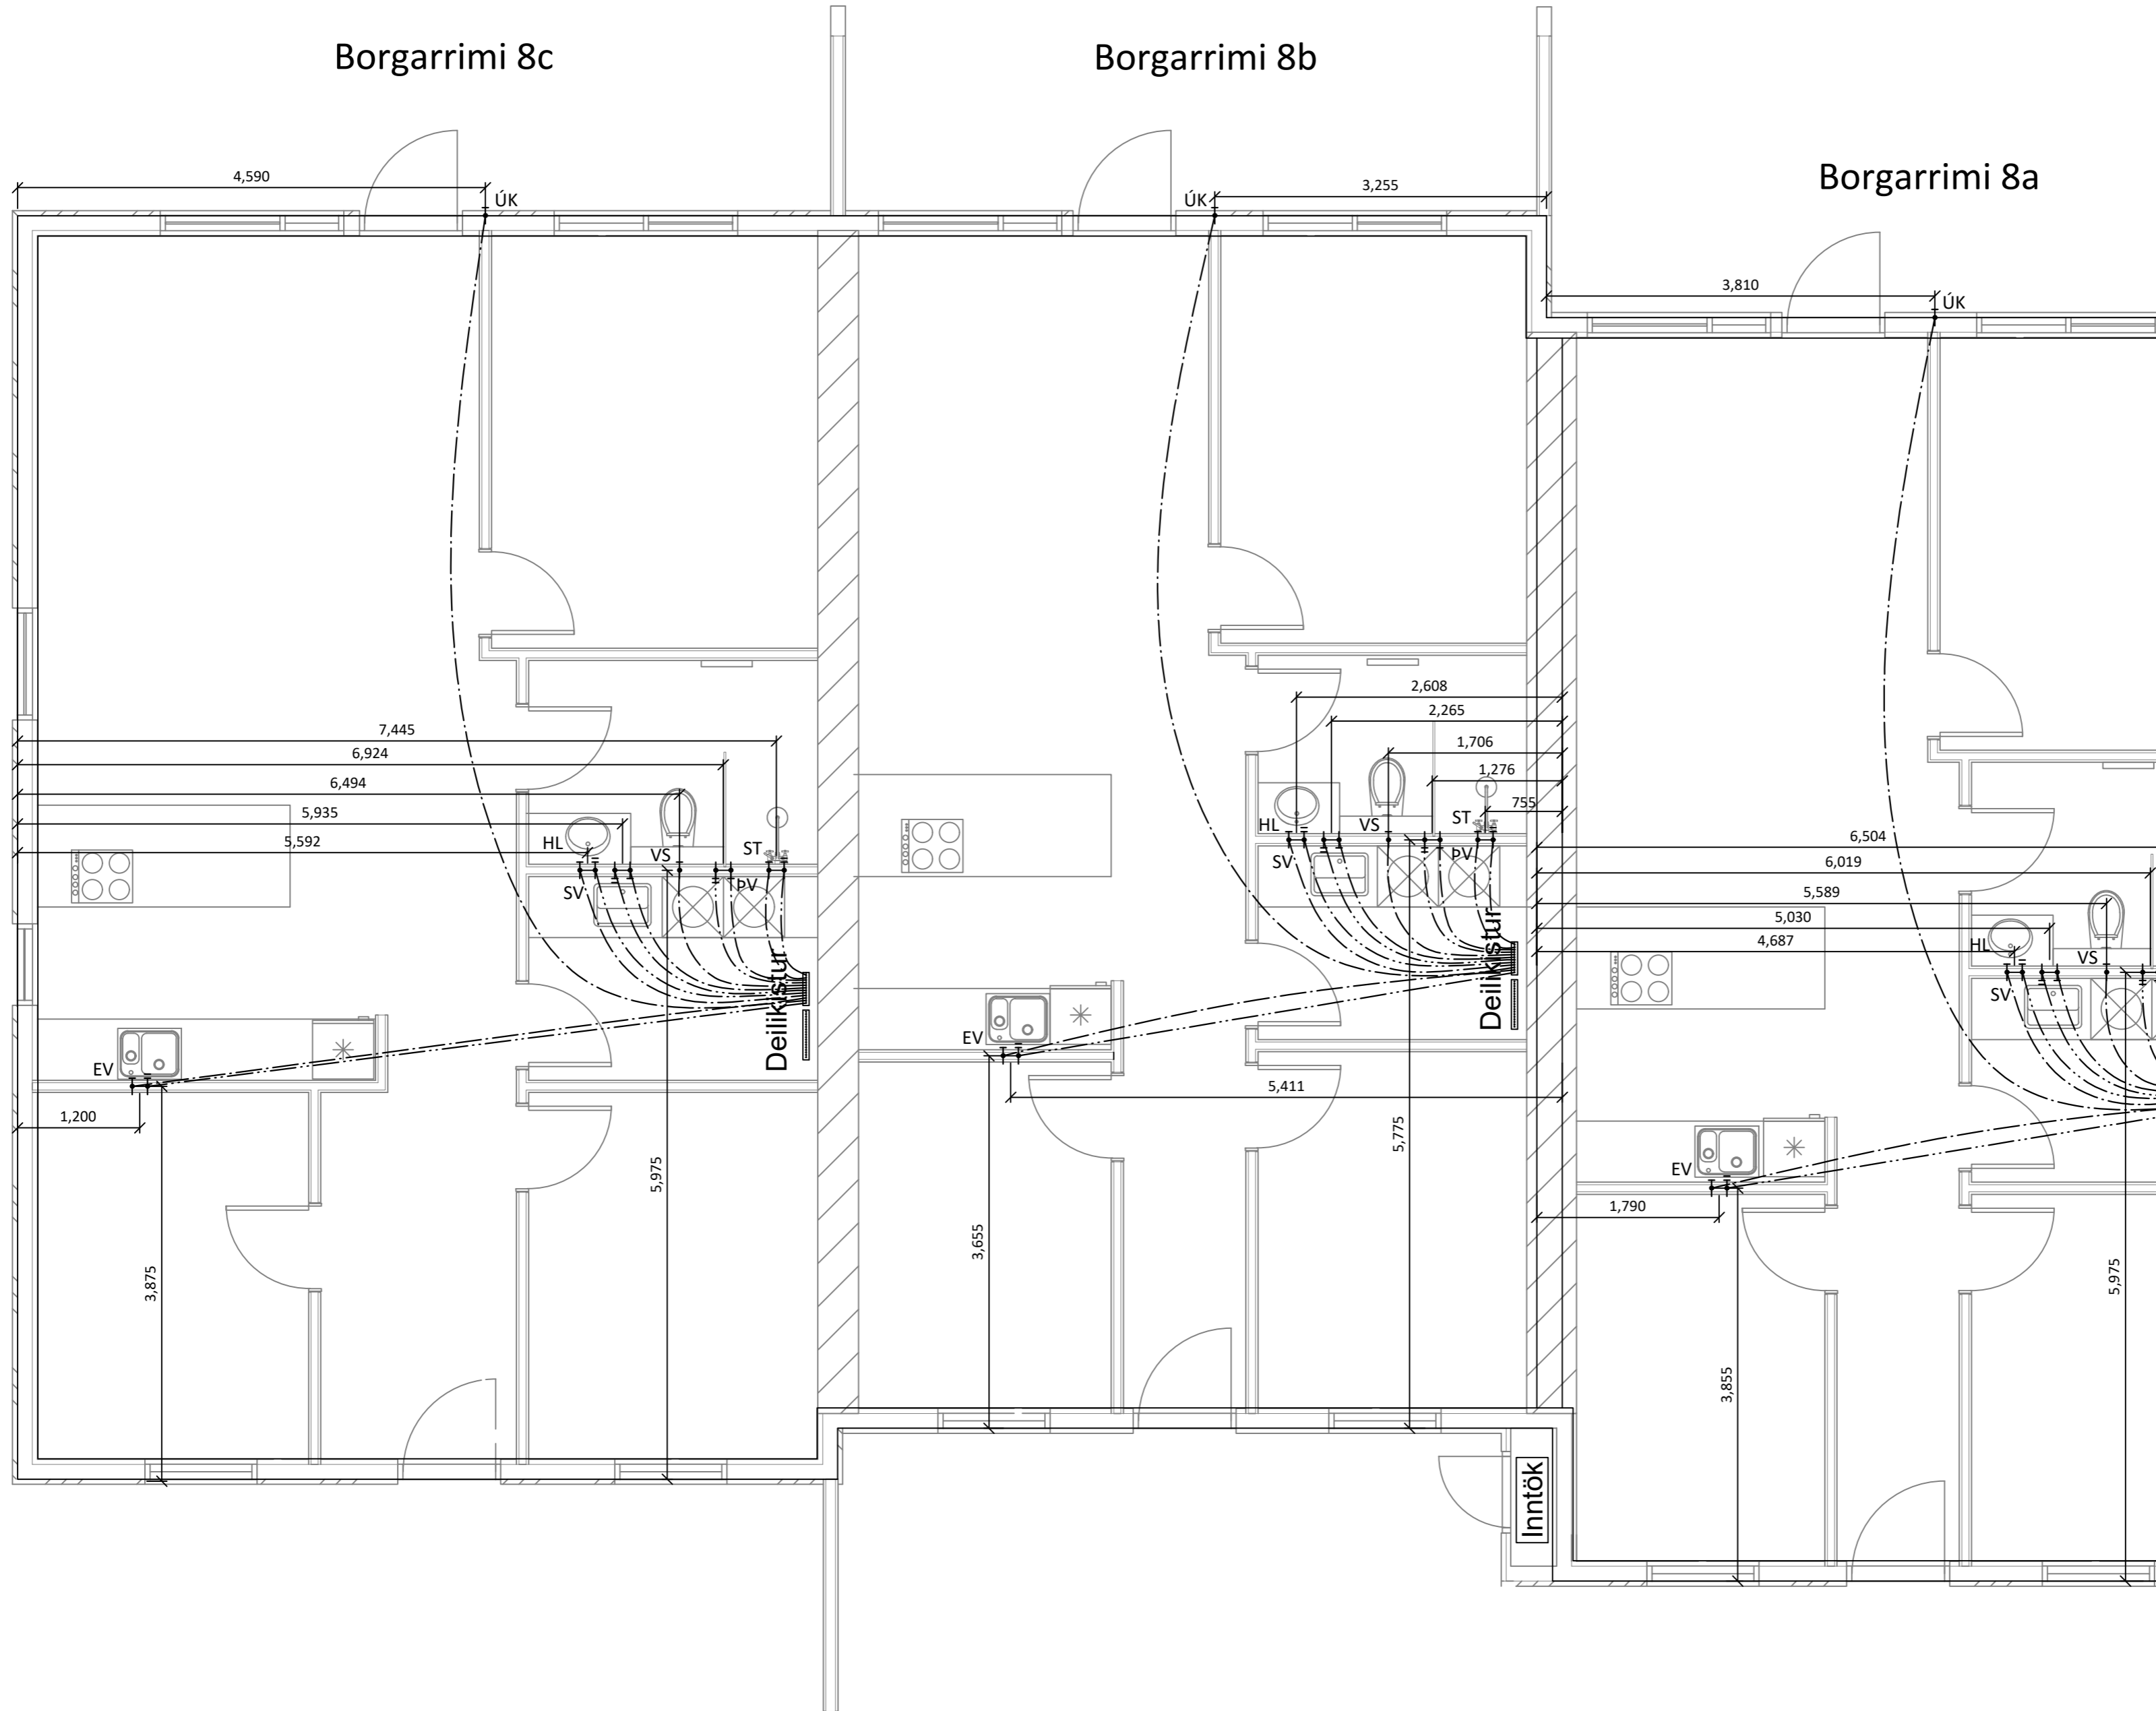 Borgarrimi 8c
Borgarrimi 8b
Borgarrimi 8a
4,590
ÚK
ÚK
3,255
3,810
ÚK
7,445
6,924
6,494
5,935
5,592
HL
VS
ST
SV
ÞV
Deilikistur
EV
1,200
3,875
5,975
2,608
2,265
1,706
1,276
755
HL
VS
ST
SV
ÞV
Deilikistur
EV
5,411
3,655
5,775
6,504
6,019
5,589
5,030
4,687
HL
VS
SV
EV
1,790
3,855
5,975
Inntök